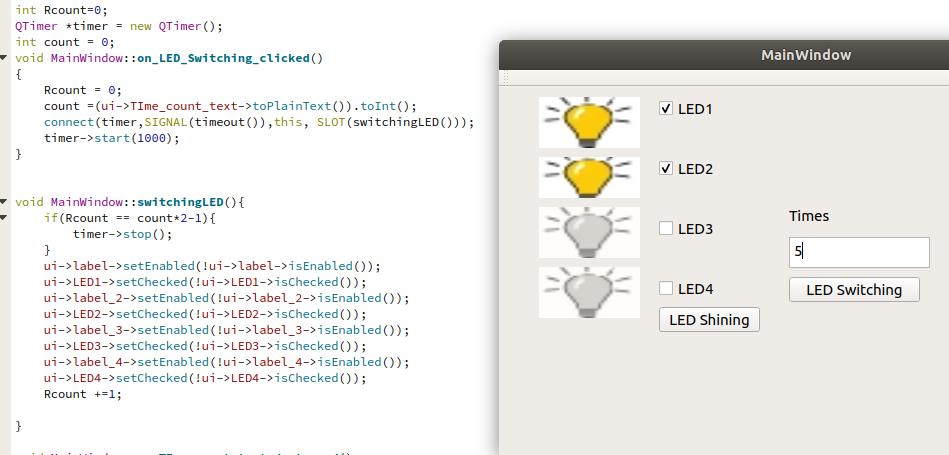 int Rcount=0;
QTimer *timer = new QTimer();
int count = 0;
void MainWindow::on_LED_Switching_clicked()
{
    Rcount = 0;
    count =(ui->TIme_count_text->toPlainText()).toInt();
    connect(timer,SIGNAL(timeout()),this, SLOT(switchingLED()));
    timer->start(1000);
}
void MainWindow::switchingLED(){
    if(Rcount == count*2-1){
        timer->stop();
    }
    ui->label->setEnabled(!ui->label->isEnabled());
    ui->LED1->setChecked(!ui->LED1->isChecked());
    ui->label_2->setEnabled(!ui->label_2->isEnabled());
    ui->LED2->setChecked(!ui->LED2->isChecked());
    ui->label_3->setEnabled(!ui->label_3->isEnabled());
    ui->LED3->setChecked(!ui->LED3->isChecked());
    ui->label_4->setEnabled(!ui->label_4->isEnabled());
    ui->LED4->setChecked(!ui->LED4->isChecked());
    Rcount +=1;
}
MainWindow
LED1
LED2
LED3
LED4
LED Shining
Times
5
LED Switching